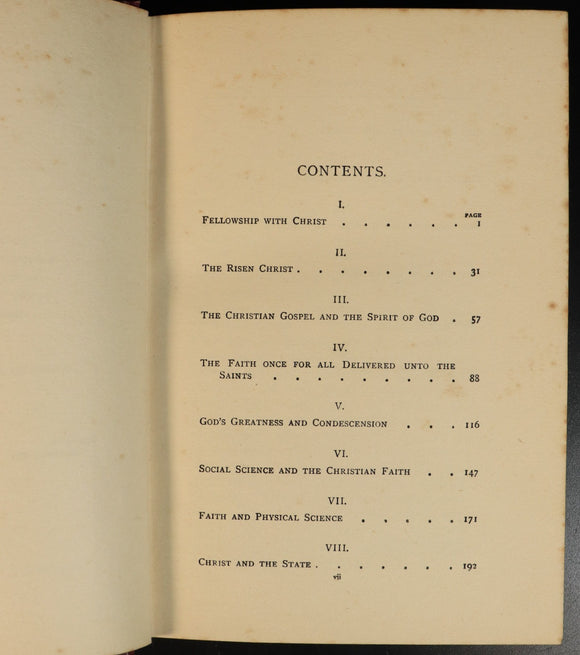 CONTENTS.
I.
PAGE
FELLOWSHIP WITH CHRIST . . . . . . 1
II.
THE RISEN CHRIST . . . . . . . . 31
III.
THE CHRISTIAN GOSPEL AND THE SPIRIT OF GOD . 57
IV.
THE FAITH ONCE FOR ALL DELIVERED UNTO THE
SAINTS . . . . . . . . . 88
V.
GOD'S GREATNESS AND CONDESCENSION . . . 116
VI.
SOCIAL SCIENCE AND THE CHRISTIAN FAITH . . 147
VII.
FAITH AND PHYSICAL SCIENCE . . . . . 171
VIII.
CHRIST AND THE STATE . . . . . . . 192
vii